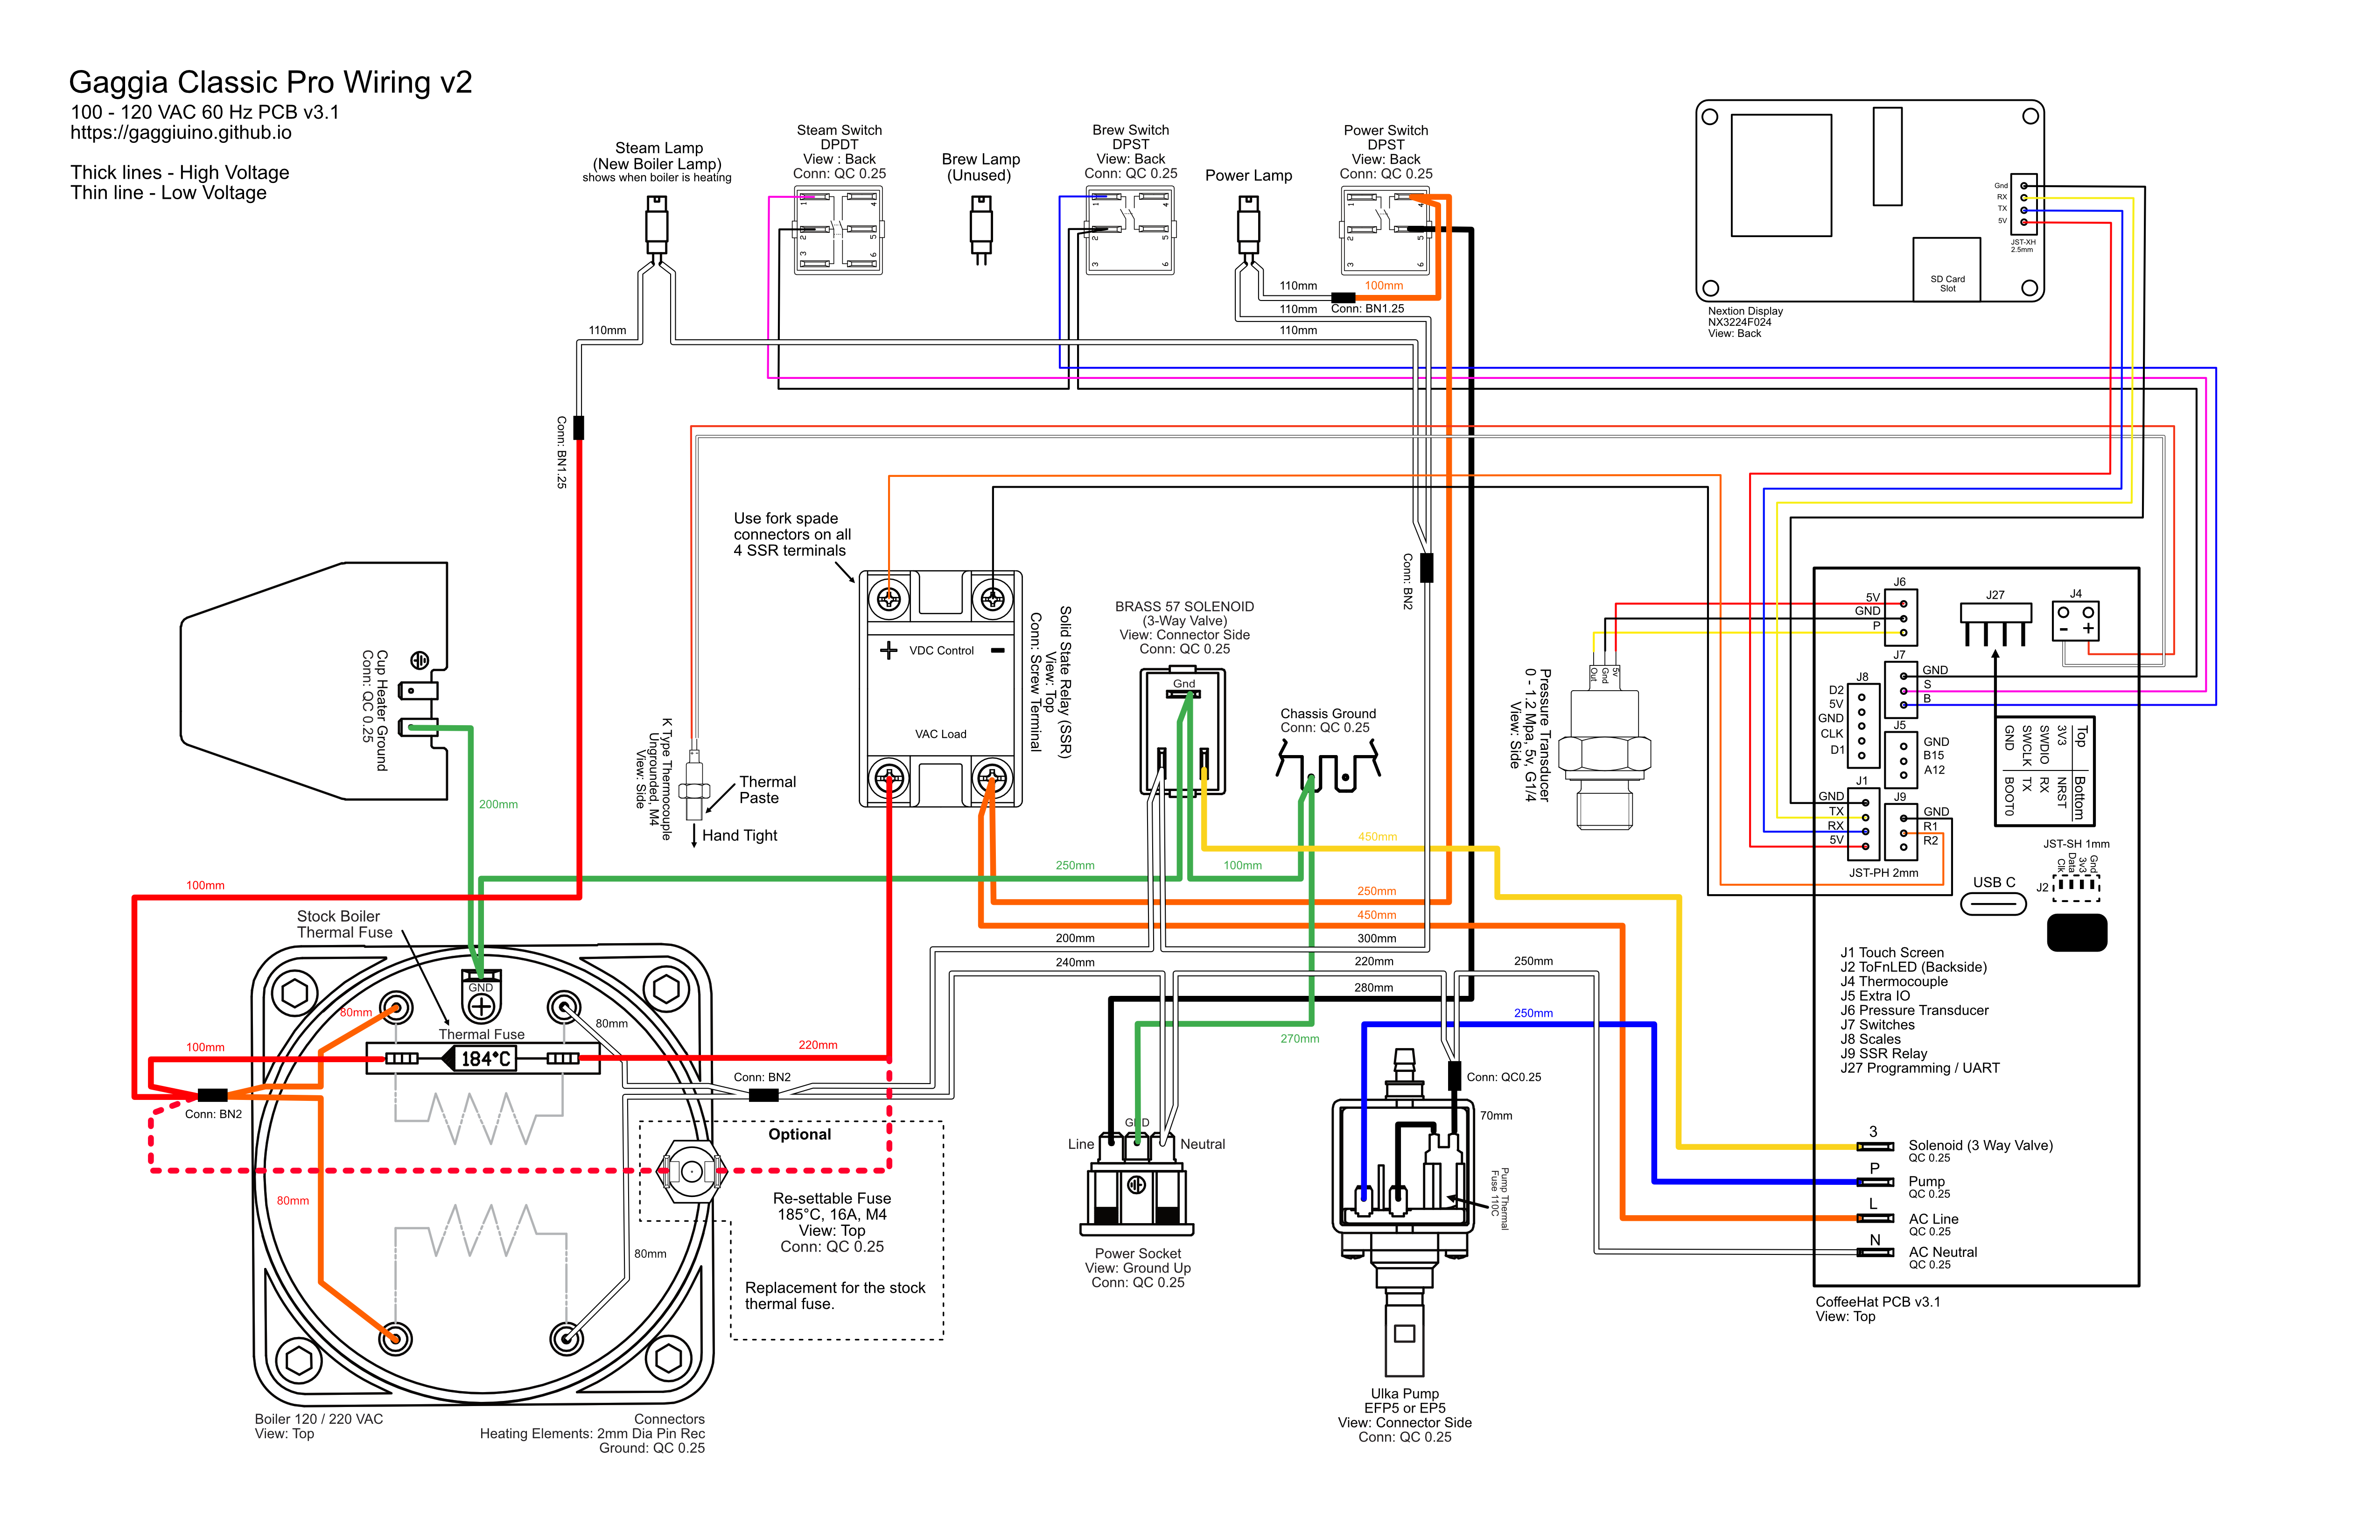 Gaggia Classic Pro Wiring v2
100 - 120 VAC 60 Hz PCB v3.1
https://gaggiuino.github.io
Thick lines - High Voltage
Thin line - Low Voltage
Steam Lamp
(New Boiler Lamp)
shows when boiler is heating
Steam Switch
DPDT
View : Back
Conn: QC 0.25
1
2
3
4
5
6
Brew Lamp
(Unused)
Brew Switch
DPST
View: Back
Conn: QC 0.25
1
2
3
4
5
6
Power Lamp
Power Switch
DPST
View: Back
Conn: QC 0.25
1
2
3
4
5
6
110mm
100mm
110mm
Conn: BN1.25
110mm
110mm
Conn: BN1.25
Gnd
RX
TX
5V
JST-XH
2.5mm
SD Card
Slot
Nextion Display
NX3224F024
View: Back
Use fork spade
connectors on all
4 SSR terminals
VDC Control
VAC Load
Solid State Relay (SSR)
View: Top
Conn: Screw Terminal
BRASS 57 SOLENOID
(3-Way Valve)
View: Connector Side
Conn: QC 0.25
Gnd
Conn: BN2
Chassis Ground
Conn: QC 0.25
Out
Gnd
5v
Pressure Transducer
0 - 1.2 Mpa, 5v, G1/4
View: Side
Cup Heater Ground
Conn: QC 0.25
200mm
K Type Thermocouple
Ungrounded, M4
View: Side
Thermal
Paste
Hand Tight
J6
5V
GND
P
J27
J4
-
+
J7
GND
S
B
J8
D2
5V
GND
CLK
D1
J5
GND
B15
A12
J1
GND
TX
RX
5V
J9
GND
R1
R2
JST-PH 2mm
Top
Bottom
3V3
NRST
SWDIO
RX
SWCLK
TX
GND
BOOT0
JST-SH 1mm
Gnd
3v3
Data
Clk
J2
USB C
J1 Touch Screen
J2 ToFnLED (Backside)
J4 Thermocouple
J5 Extra IO
J6 Pressure Transducer
J7 Switches
J8 Scales
J9 SSR Relay
J27 Programming / UART
3
Solenoid (3 Way Valve)
QC 0.25
P
Pump
QC 0.25
L
AC Line
QC 0.25
N
AC Neutral
QC 0.25
CoffeeHat PCB v3.1
View: Top
450mm
250mm
100mm
250mm
450mm
200mm
300mm
240mm
220mm
250mm
280mm
250mm
270mm
100mm
Stock Boiler
Thermal Fuse
GND
80mm
80mm
Thermal Fuse
184°C
100mm
220mm
Conn: BN2
Conn: BN2
80mm
80mm
Optional
Re-settable Fuse
185°C, 16A, M4
View: Top
Conn: QC 0.25
Replacement for the stock
thermal fuse.
Boiler 120 / 220 VAC
View: Top
Connectors
Heating Elements: 2mm Dia Pin Rec
Ground: QC 0.25
Line
GND
Neutral
Power Socket
View: Ground Up
Conn: QC 0.25
Conn: QC0.25
70mm
Pump Thermal
Fuse 110C
Ulka Pump
EFP5 or EP5
View: Connector Side
Conn: QC 0.25